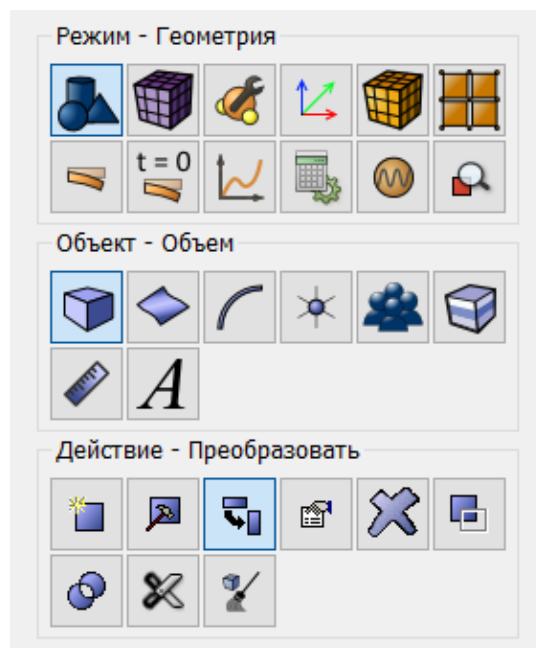 Режим - Геометрия
t = 0
Объект - Объем
A
Действие - Преобразовать